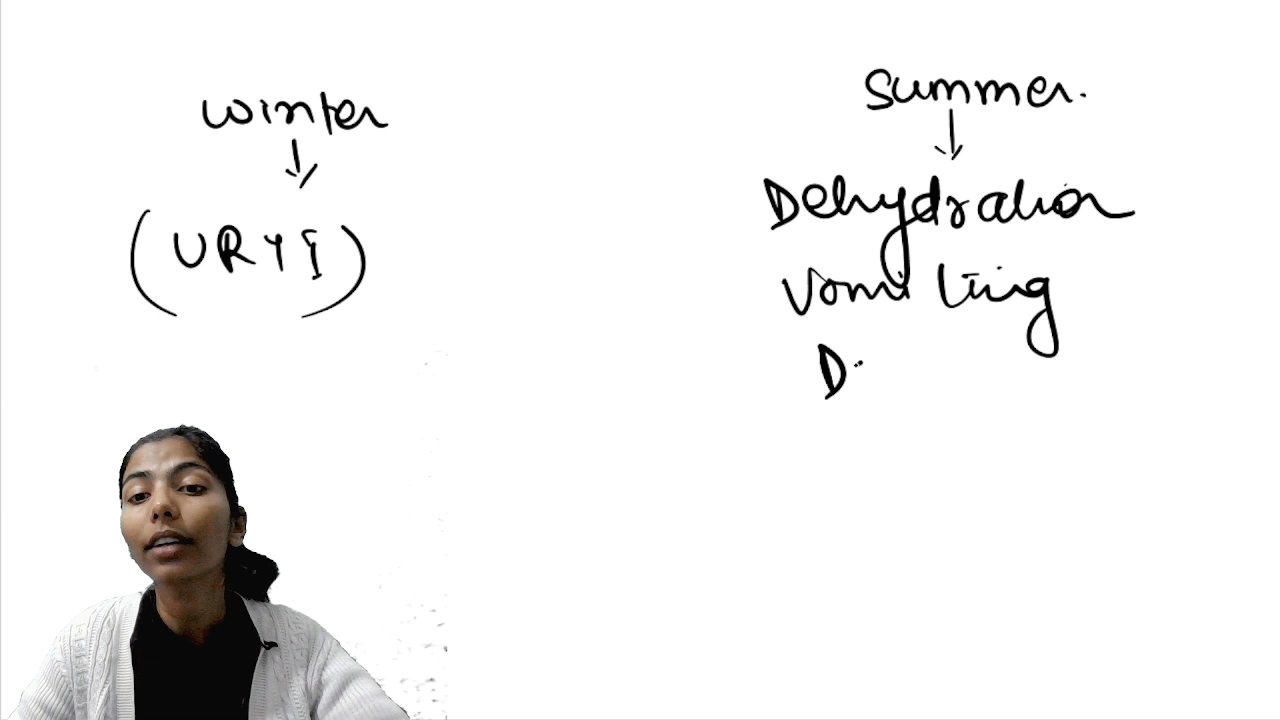 Winter
↓
(URTI)
Summer.
↓
Dehydration
Vomiting
D